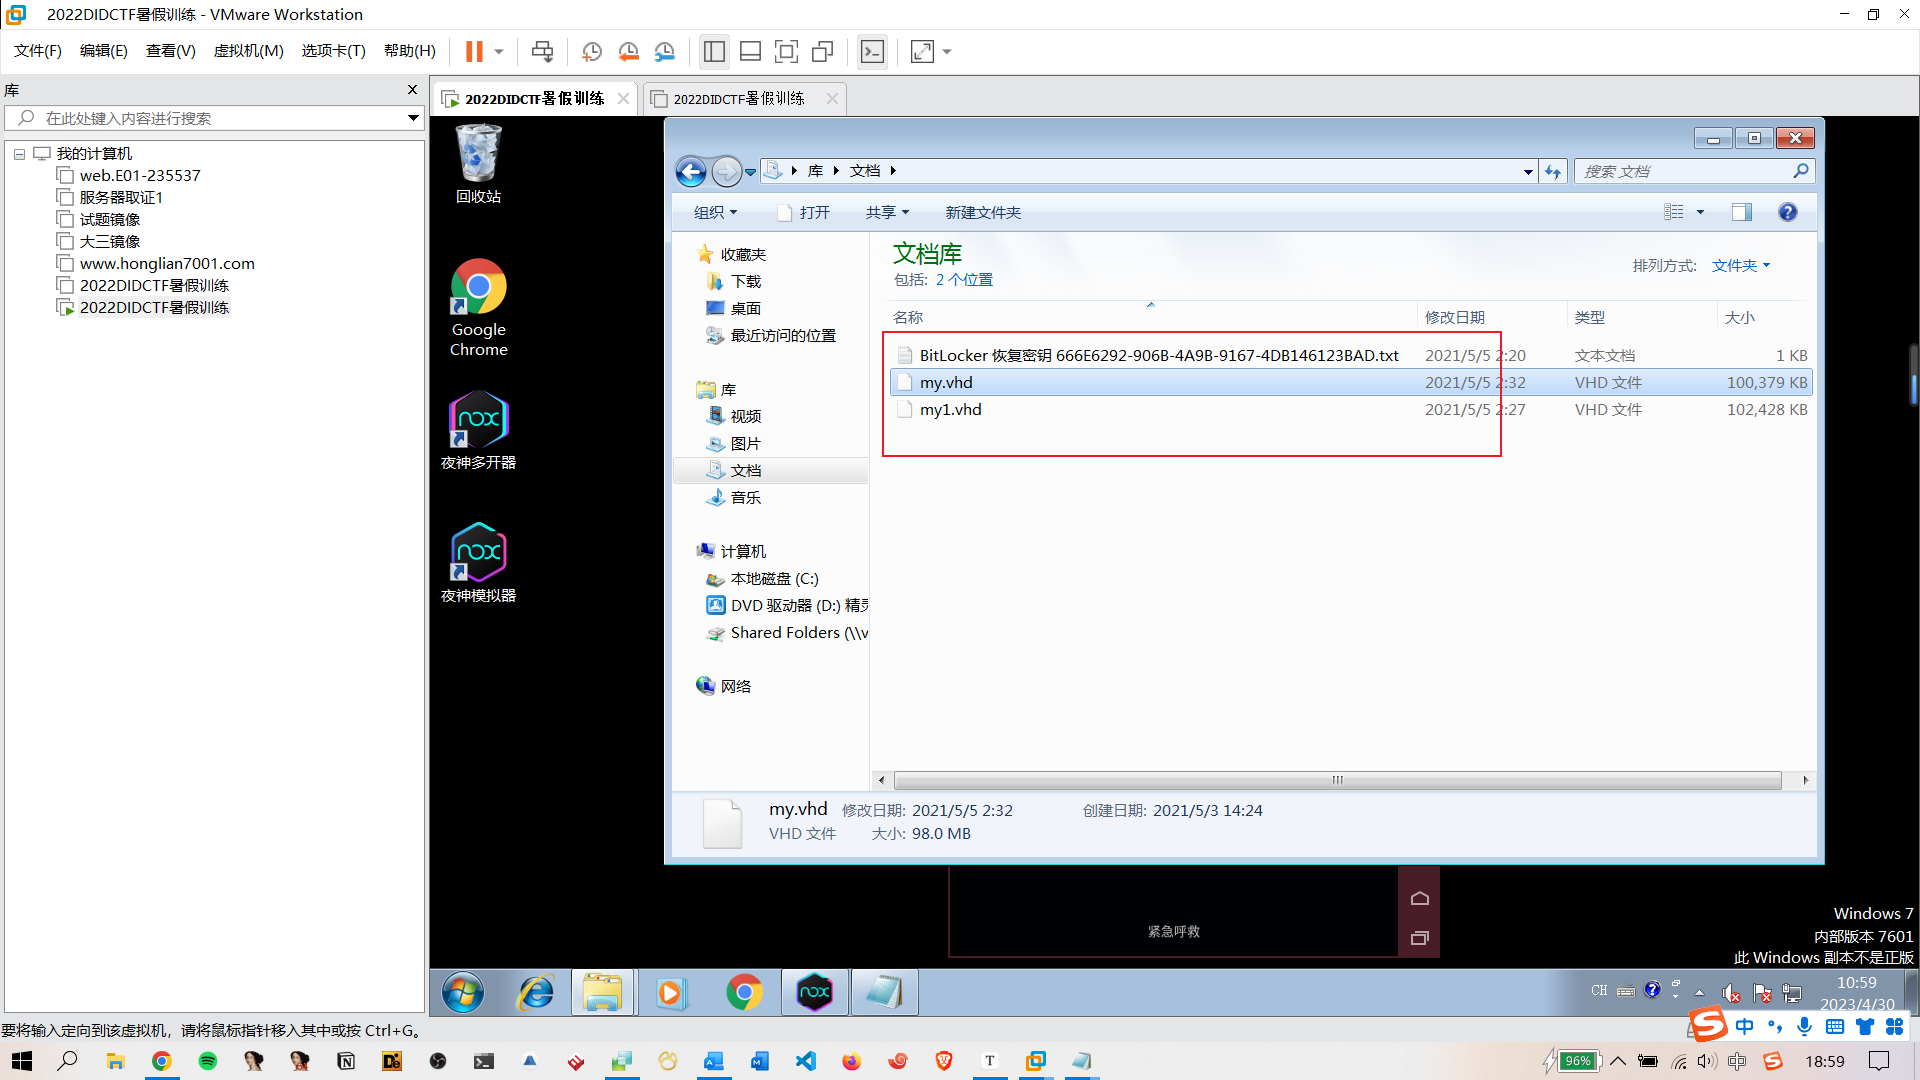 2022DIDCTF暑假训练 - VMware Workstation
文件(F) 编辑(E) 查看(V) 虚拟机(M) 选项卡(T) 帮助(H)
库
在此处键入内容进行搜索
我的计算机
web.E01-235537
服务器取证1
试题镜像
大三镜像
www.honglian7001.com
2022DIDCTF暑假训练
2022DIDCTF暑假训练
2022DIDCTF暑假训练
2022DIDCTF暑假训练
回收站
Google
Chrome
nox
夜神多开器
nox
夜神模拟器
库 文档
搜索 文档
组织 打开 共享 新建文件夹
收藏夹
下载
桌面
最近访问的位置
库
视频
图片
文档
音乐
计算机
本地磁盘 (C:)
DVD 驱动器 (D:) 精灵
Shared Folders (\\v
网络
文档库
包括: 2 个位置
排列方式: 文件夹
名称 修改日期 类型 大小
BitLocker 恢复密钥 666E6292-906B-4A9B-9167-4DB146123BAD.txt 2021/5/5 2:20 文本文档 1 KB
my.vhd 2021/5/5 2:32 VHD 文件 100,379 KB
my1.vhd 2021/5/5 2:27 VHD 文件 102,428 KB
my.vhd 修改日期: 2021/5/5 2:32 创建日期: 2021/5/3 14:24
VHD 文件 大小: 98.0 MB
紧急呼救
Windows 7
内部版本 7601
此 Windows 副本不是正版
nox
CH
10:59
2023/4/30
要将输入定向到该虚拟机，请将鼠标指针移入其中或按 Ctrl+G。
中
96%
中
18:59